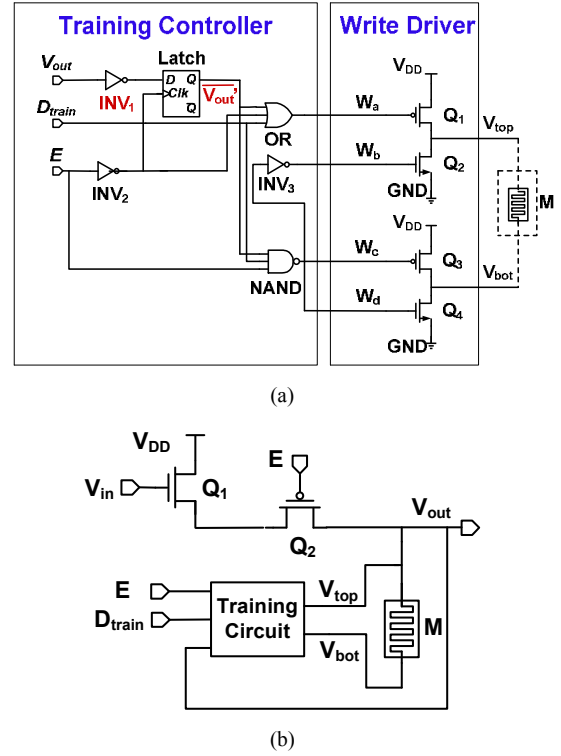 Training Controller
Write Driver
Vout
INV1
Latch
D Q
Clk
Q
Vout'
Dtrain
OR
E
INV2
INV3
NAND
Wa
Wb
Wc
Wd
VDD
Q1
Vtop
Q2
GND
M
VDD
Q3
Vbot
Q4
GND
(a)
VDD
E
Vin
Q1
Vout
Q2
E
Vtop
Dtrain
Training
Circuit
M
Vbot
(b)